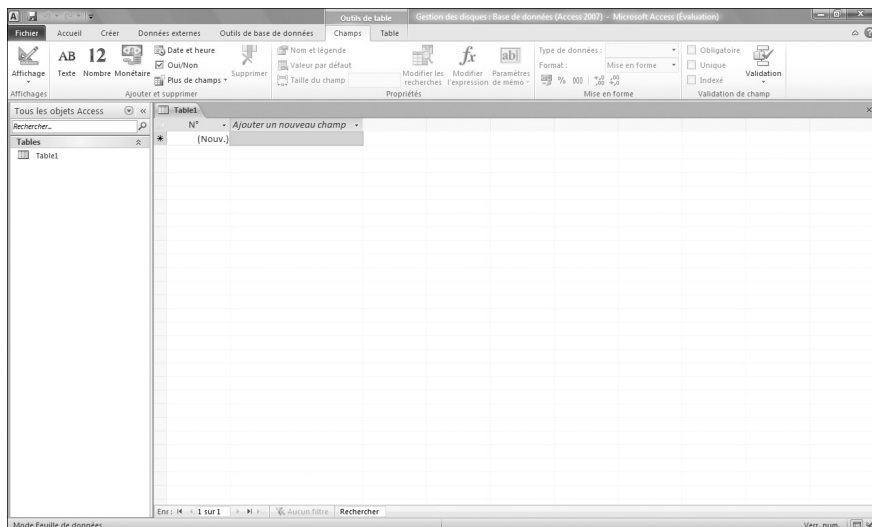 Outils de table
Gestion des disques : Base de données (Access 2007) - Microsoft Access (Évaluation)
Fichier Accueil Créer Données externes Outils de base de données Champs Table
Affichage
AB Texte
12 Nombre
Monétaire
Date et heure
Oui/Non
Plus de champs
Supprimer
Nom et légende
Valeur par défaut
Taille du champ
Modifier les recherches
fx Modifier l'expression
ab Paramètres de mémo
Type de données :
Format : Mise en forme
% 000
Obligatoire
Unique
Indexé
Validation
Affichages Ajouter et supprimer Propriétés Mise en forme Validation de champ
Tous les objets Access
Rechercher...
Tables
Table1
Table1
N° Ajouter un nouveau champ
(Nouv.)
Enr : 1 sur 1 Aucun filtre Rechercher
Mode Feuille de données Verr. num.